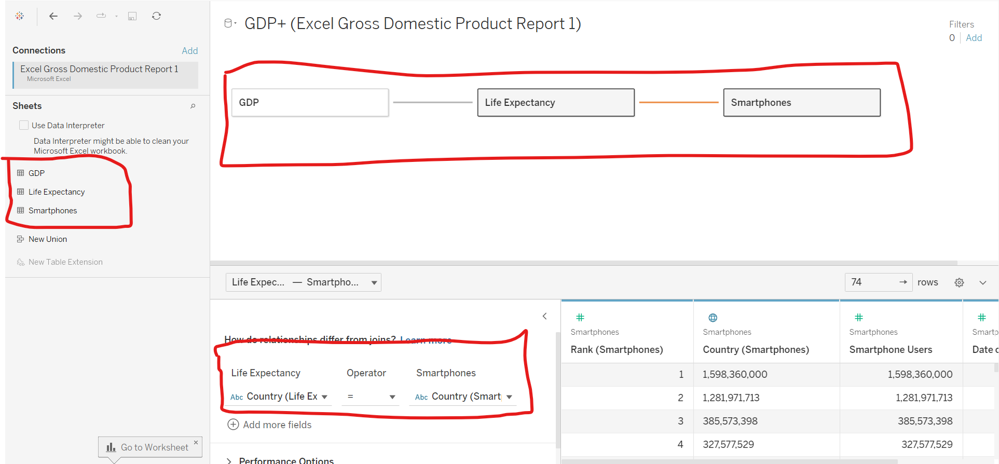 GDP+ (Excel Gross Domestic Product Report 1)
Filters
0 | Add
Connections Add
Excel Gross Domestic Product Report 1
Microsoft Excel
Sheets
Use Data Interpreter
Data Interpreter might be able to clean your
Microsoft Excel workbook.
GDP
Life Expectancy
Smartphones
New Union
New Table Extension
Go to Worksheet
GDP Life Expectancy Smartphones
Life Expec... — Smartpho... 74 → rows
How do relationships differ from joins? Learn more
Life Expectancy Operator Smartphones
Abc Country (Life Ex = Abc Country (Smart
Add more fields
Performance Options
Smartphones Smartphones Smartphones Smartp
Rank (Smartphones) Country (Smartphones) Smartphone Users Date c
1 1,598,360,000 1,598,360,000
2 1,281,971,713 1,281,971,713
3 385,573,398 385,573,398
4 327,577,529 327,577,529